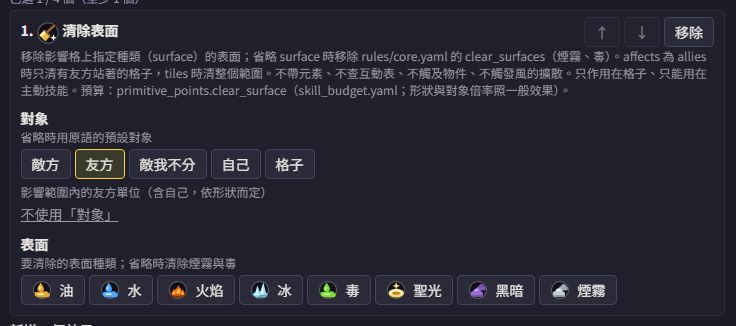 1. 清除表面 ↑ ↓ 移除
移除影響格上指定種類（surface）的表面；省略 surface 時移除 rules/core.yaml 的 clear_surfaces（煙霧、毒）。affects 為 allies
時只清有友方站著的格子，tiles 時清整個範圍。不帶元素、不查互動表、不觸及物件、不觸發風的擴散。只作用在格子、只能用在
主動技能。預算：primitive_points.clear_surface（skill_budget.yaml；形狀與對象倍率照一般效果）。
對象
省略時用原語的預設對象
敵方 友方 敵我不分 自己 格子
影響範圍內的友方單位（含自己，依形狀而定）
不使用「對象」
表面
要清除的表面種類；省略時清除煙霧與毒
油 水 火焰 冰 毒 聖光 黑暗 煙霧